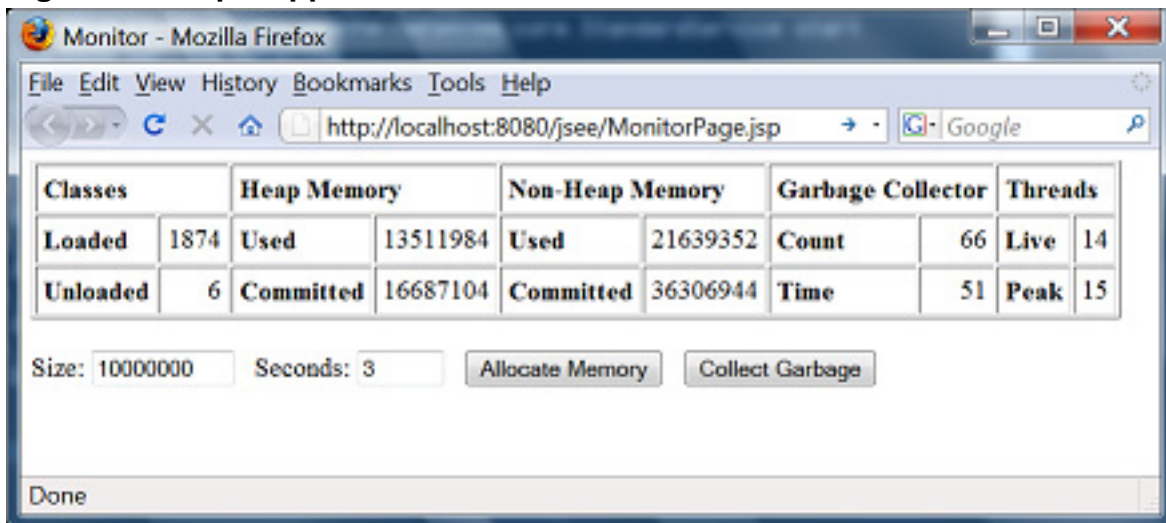 Monitor - Mozilla Firefox
File Edit View History Bookmarks Tools Help
http://localhost:8080/jsee/MonitorPage.jsp G Google
Classes Heap Memory Non-Heap Memory Garbage Collector Threads
Loaded 1874 Used 13511984 Used 21639352 Count 66 Live 14
Unloaded 6 Committed 16687104 Committed 36306944 Time 51 Peak 15
Size: 10000000 Seconds: 3 Allocate Memory Collect Garbage
Done